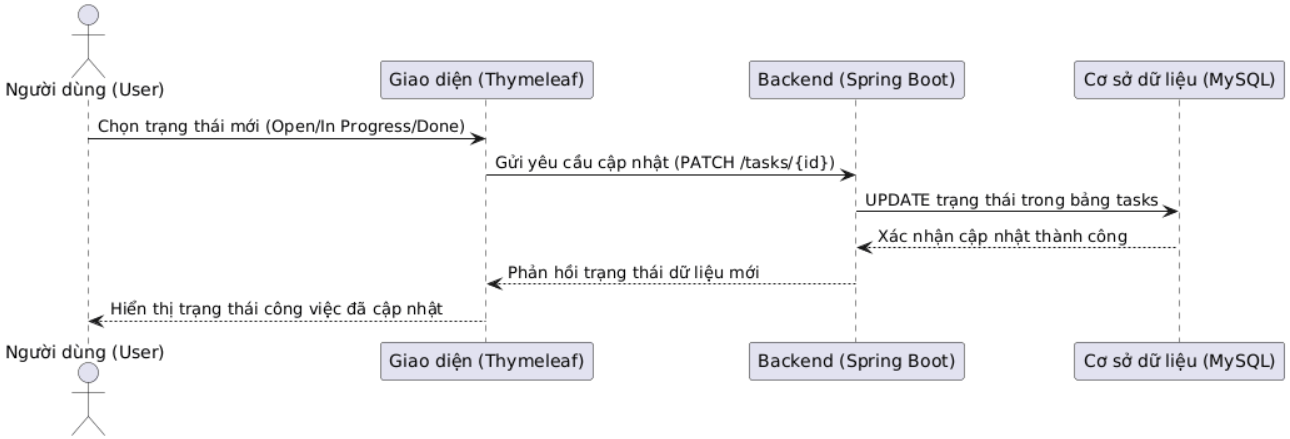 Người dùng (User)
Giao diện (Thymeleaf)
Backend (Spring Boot)
Cơ sở dữ liệu (MySQL)
Chọn trạng thái mới (Open/In Progress/Done)
Gửi yêu cầu cập nhật (PATCH /tasks/{id})
UPDATE trạng thái trong bảng tasks
Xác nhận cập nhật thành công
Phản hồi trạng thái dữ liệu mới
Hiển thị trạng thái công việc đã cập nhật
Người dùng (User)
Giao diện (Thymeleaf)
Backend (Spring Boot)
Cơ sở dữ liệu (MySQL)